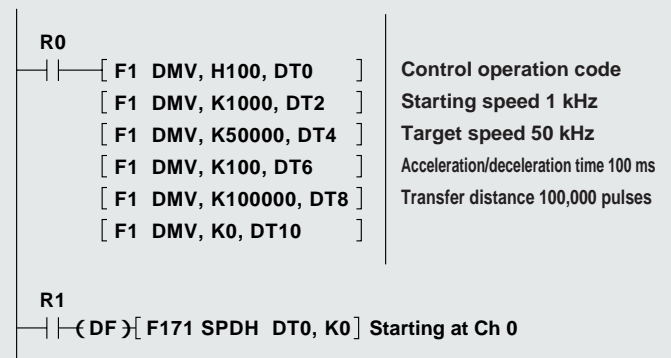 R0
[ F1 DMV, H100, DT0 ] Control operation code
[ F1 DMV, K1000, DT2 ] Starting speed 1 kHz
[ F1 DMV, K50000, DT4 ] Target speed 50 kHz
[ F1 DMV, K100, DT6 ] Acceleration/deceleration time 100 ms
[ F1 DMV, K100000, DT8 ] Transfer distance 100,000 pulses
[ F1 DMV, K0, DT10 ]
R1
( DF ) [ F171 SPDH DT0, K0 ] Starting at Ch 0